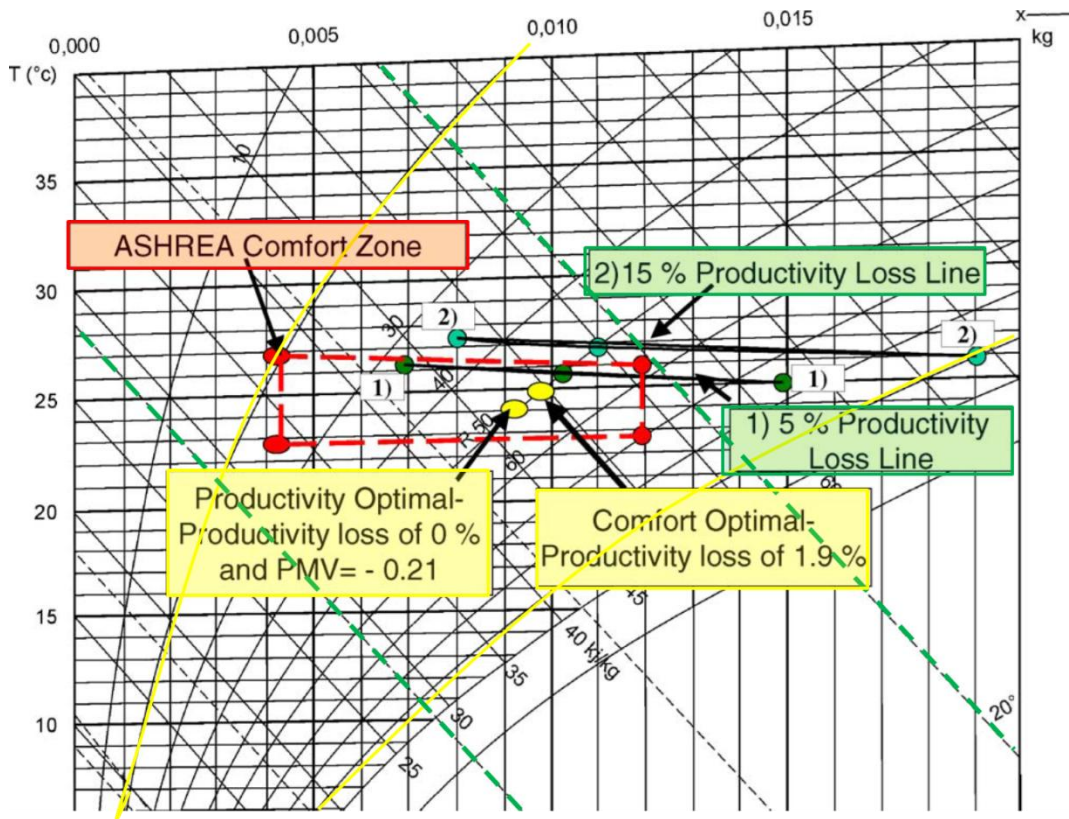 0,000
0,005
0,010
0,015
x
kg
T (°c)
10
35
ASHREA Comfort Zone
2)15 % Productivity Loss Line
30
2)
30
2)
1)
40
1)
25
R 50
1) 5 % Productivity
Loss Line
60
Productivity Optimal-
Productivity loss of 0 %
and PMV= - 0.21
Comfort Optimal-
Productivity loss of 1.9 %
20
45
15
40 kj/kg
35
30
20°
10
25